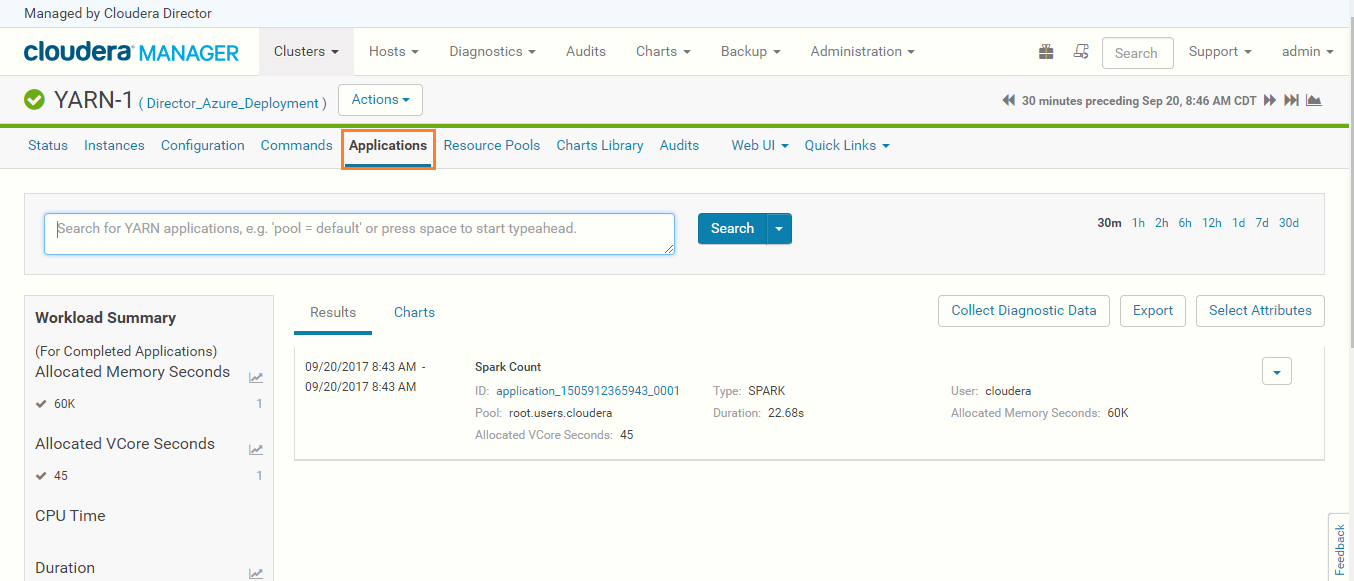 Managed by Cloudera Director
cloudera MANAGER Clusters Hosts Diagnostics Audits Charts Backup Administration Search Support admin
YARN-1 ( Director_Azure_Deployment ) Actions 30 minutes preceding Sep 20, 8:46 AM CDT
Status Instances Configuration Commands Applications Resource Pools Charts Library Audits Web UI Quick Links
Search for YARN applications, e.g. 'pool = default' or press space to start typeahead. Search 30m 1h 2h 6h 12h 1d 7d 30d
Workload Summary
(For Completed Applications)
Allocated Memory Seconds
60K 1
Allocated VCore Seconds
45 1
CPU Time
Duration
Results Charts Collect Diagnostic Data Export Select Attributes
09/20/2017 8:43 AM -
09/20/2017 8:43 AM
Spark Count
ID: application_1505912365943_0001 Type: SPARK User: cloudera
Pool: root.users.cloudera Duration: 22.68s Allocated Memory Seconds: 60K
Allocated VCore Seconds: 45
Feedback